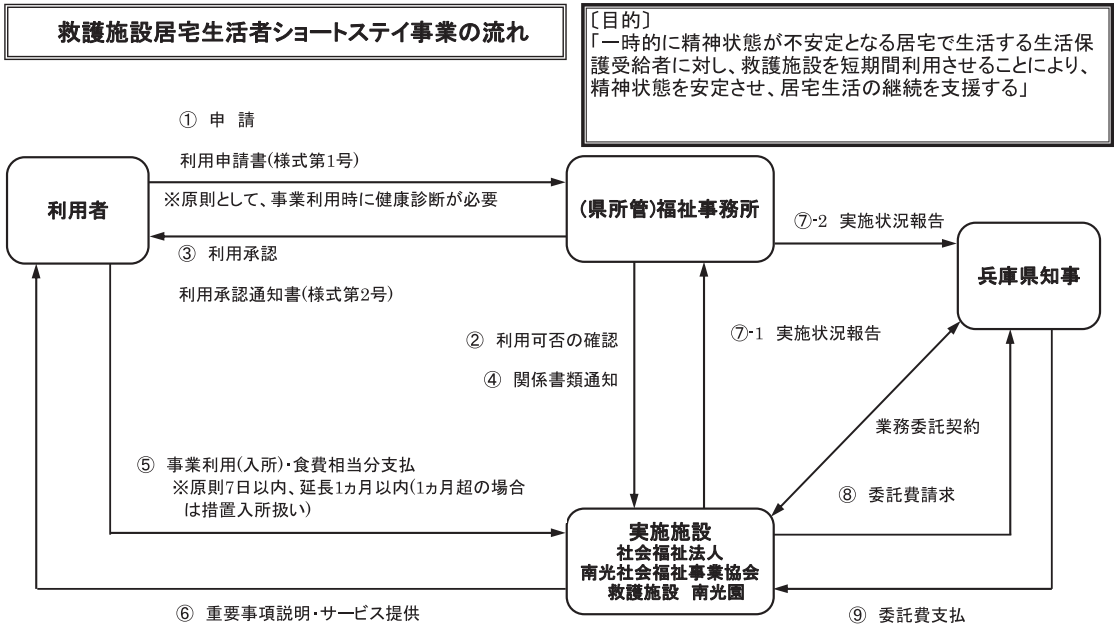 救護施設居宅生活者ショートステイ事業の流れ
〔目的〕
「一時的に精神状態が不安定となる居宅で生活する生活保
護受給者に対し、救護施設を短期間利用させることにより、
精神状態を安定させ、居宅生活の継続を支援する」
① 申 請
利用申請書(様式第1号)
※原則として、事業利用時に健康診断が必要
利用者
(県所管)福祉事務所
⑦-2 実施状況報告
③ 利用承認
利用承認通知書(様式第2号)
兵庫県知事
② 利用可否の確認
⑦-1 実施状況報告
④ 関係書類通知
業務委託契約
⑤ 事業利用(入所)・食費相当分支払
※原則7日以内、延長1ヵ月以内(1ヵ月超の場合
は措置入所扱い)
⑧ 委託費請求
実施施設
社会福祉法人
南光社会福祉事業協会
救護施設 南光園
⑥ 重要事項説明・サービス提供
⑨ 委託費支払